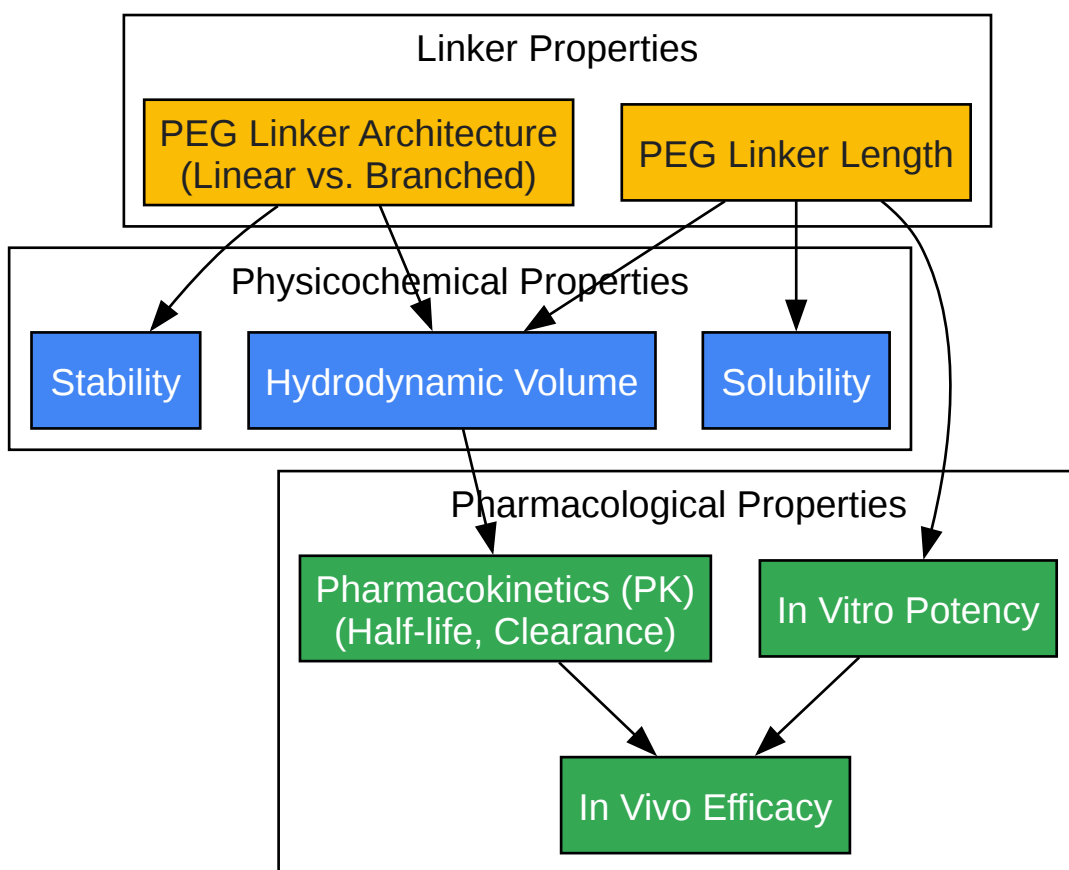 Linker Properties
PEG Linker Architecture
(Linear vs. Branched)
PEG Linker Length
Physicochemical Properties
Stability
Hydrodynamic Volume
Solubility
Pharmacological Properties
Pharmacokinetics (PK)
(Half-life, Clearance)
In Vitro Potency
In Vivo Efficacy